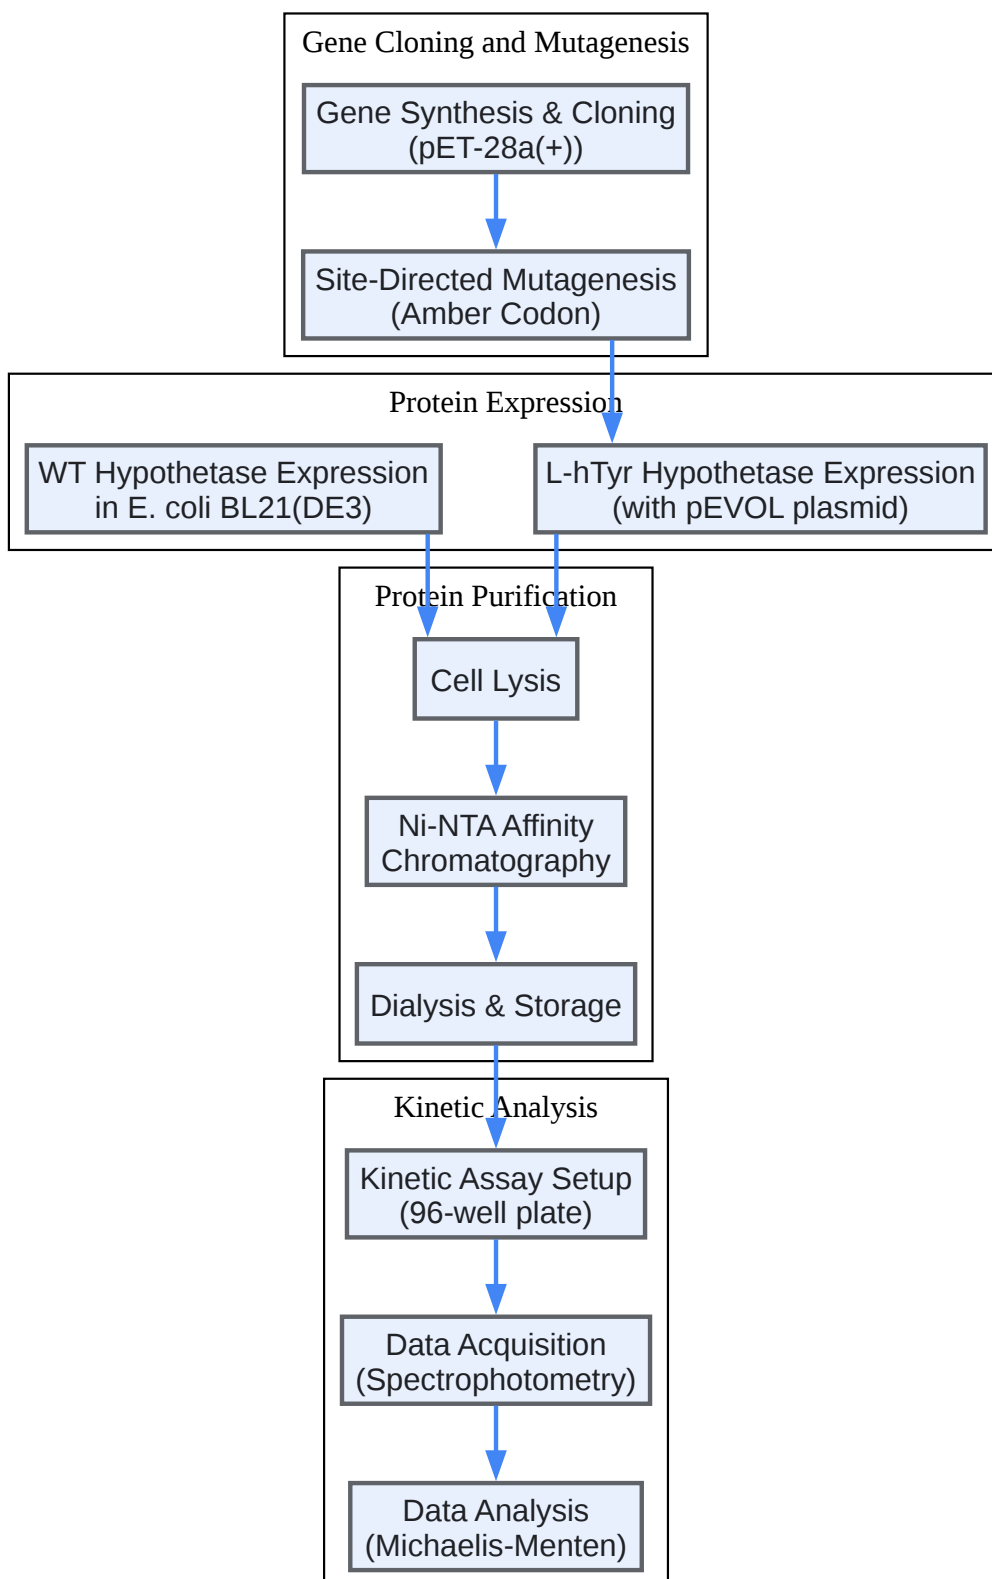 Gene Cloning and Mutagenesis
Gene Synthesis & Cloning
(pET-28a(+))
Site-Directed Mutagenesis
(Amber Codon)
Protein Expression
WT Hypothetase Expression
in E. coli BL21(DE3)
L-hTyr Hypothetase Expression
(with pEVOL plasmid)
Protein Purification
Cell Lysis
Ni-NTA Affinity
Chromatography
Dialysis & Storage
Kinetic Analysis
Kinetic Assay Setup
(96-well plate)
Data Acquisition
(Spectrophotometry)
Data Analysis
(Michaelis-Menten)